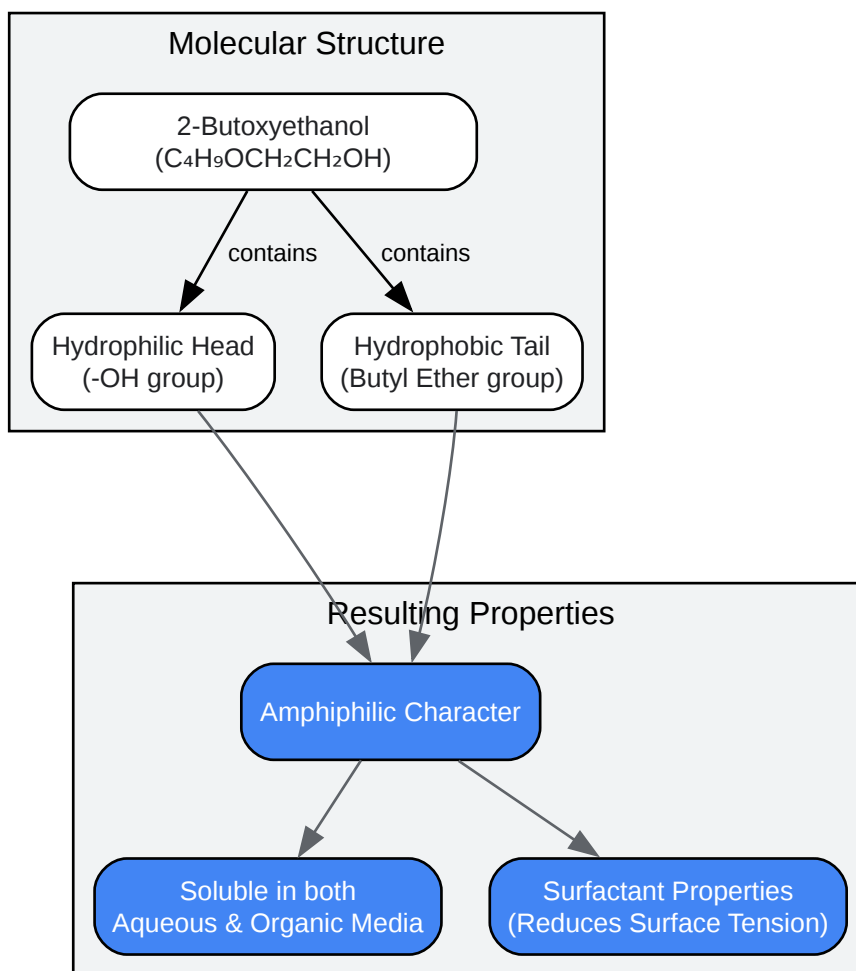 Molecular Structure
2-Butoxyethanol
(C₄H₉OCH₂CH₂OH)
contains
contains
Hydrophilic Head
(-OH group)
Hydrophobic Tail
(Butyl Ether group)
Resulting Properties
Amphiphilic Character
Soluble in both
Aqueous & Organic Media
Surfactant Properties
(Reduces Surface Tension)